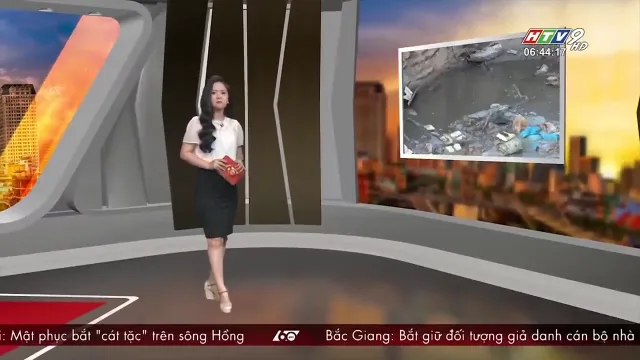 HTV9 HD
06:44:17
i: Mật phục bắt "cát tặc" trên sông Hồng 60 Bắc Giang: Bắt giữ đối tượng giả danh cán bộ nhà